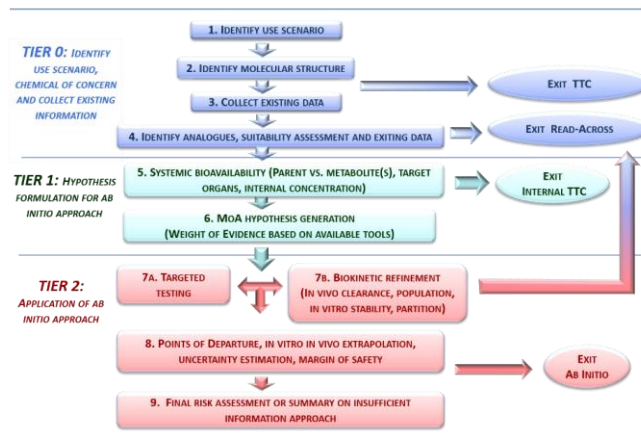 1. IDENTIFY USE SCENARIO
TIER 0: IDENTIFY
USE SCENARIO,
CHEMICAL OF CONCERN
AND COLLECT EXISTING
INFORMATION
2. IDENTIFY MOLECULAR STRUCTURE
EXIT TTC
3. COLLECT EXISTING DATA
4. IDENTIFY ANALOGUES, SUITABILITY ASSESSMENT AND EXITING DATA
EXIT READ-ACROSS
TIER 1: HYPOTHESIS
FORMULATION FOR AB
INITIO APPROACH
5. SYSTEMIC BIOAVAILABILITY (PARENT VS. METABOLITE(S), TARGET
ORGANS, INTERNAL CONCENTRATION)
EXIT
INTERNAL TTC
6. MOA HYPOTHESIS GENERATION
(WEIGHT OF EVIDENCE BASED ON AVAILABLE TOOLS)
TIER 2:
APPLICATION OF AB
INITIO APPROACH
7A. TARGETED
TESTING
7B. BIOKINETIC REFINEMENT
(IN VIVO CLEARANCE, POPULATION,
IN VITRO STABILITY, PARTITION)
8. POINTS OF DEPARTURE, IN VITRO IN VIVO EXTRAPOLATION,
UNCERTAINTY ESTIMATION, MARGIN OF SAFETY
EXIT
AB INITIO
9. FINAL RISK ASSESSMENT OR SUMMARY ON INSUFFICIENT
INFORMATION APPROACH